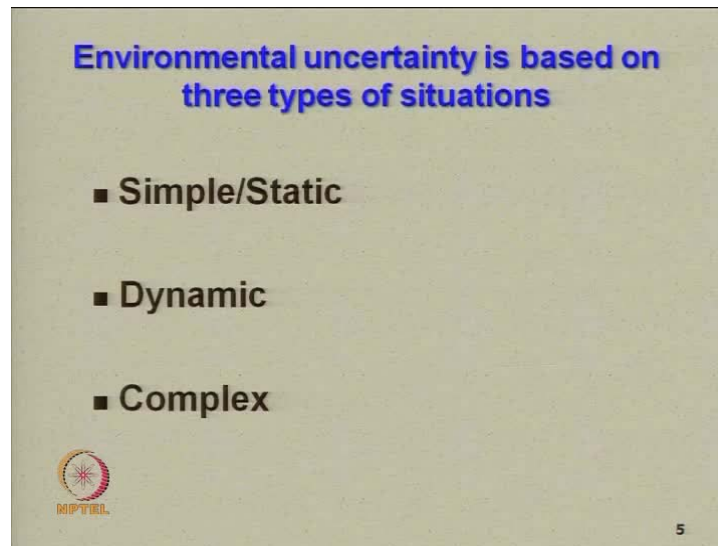 Environmental uncertainty is based on
three types of situations
■ Simple/Static
■ Dynamic
■ Complex
NPTEL
5